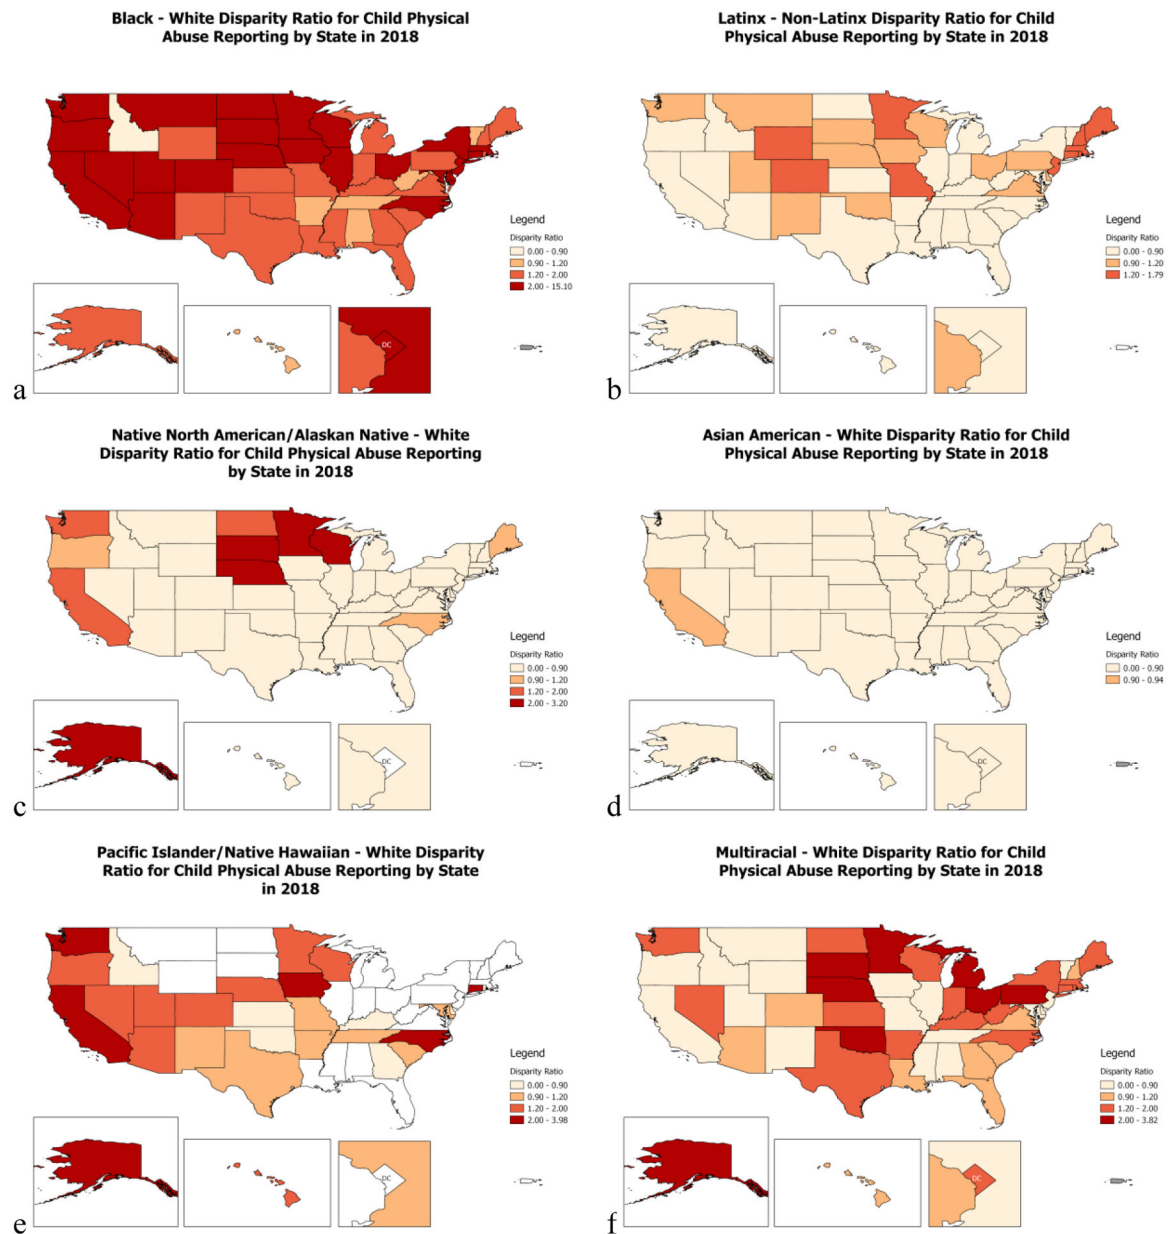 Black - White Disparity Ratio for Child Physical
Abuse Reporting by State in 2018
Legend
Disparity Ratio
0.00 - 0.90
0.90 - 1.20
1.20 - 2.00
2.00 - 15.10
DC
a
Latinx - Non-Latinx Disparity Ratio for Child
Physical Abuse Reporting by State in 2018
Legend
Disparity Ratio
0.00 - 0.90
0.90 - 1.20
1.20 - 1.79
DC
b
Native North American/Alaskan Native - White
Disparity Ratio for Child Physical Abuse Reporting
by State in 2018
Legend
Disparity Ratio
0.00 - 0.90
0.90 - 1.20
1.20 - 2.00
2.00 - 3.20
DC
c
Asian American - White Disparity Ratio for Child
Physical Abuse Reporting by State in 2018
Legend
Disparity Ratio
0.00 - 0.90
0.90 - 0.94
DC
d
Pacific Islander/Native Hawaiian - White Disparity
Ratio for Child Physical Abuse Reporting by State
in 2018
Legend
Disparity Ratio
0.00 - 0.90
0.90 - 1.20
1.20 - 2.00
2.00 - 3.98
DC
e
Multiracial - White Disparity Ratio for Child
Physical Abuse Reporting by State in 2018
Legend
Disparity Ratio
0.00 - 0.90
0.90 - 1.20
1.20 - 2.00
2.00 - 3.82
DC
f